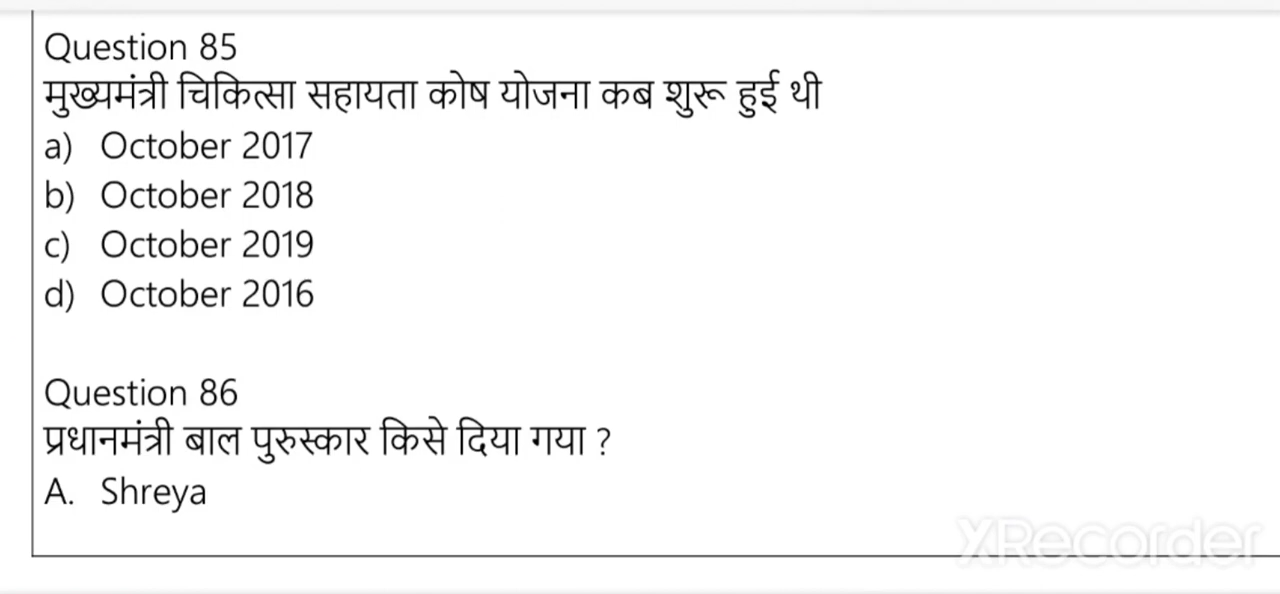 Question 85
मुख्यमंत्री चिकित्सा सहायता कोष योजना कब शुरू हुई थी
a) October 2017
b) October 2018
c) October 2019
d) October 2016
Question 86
प्रधानमंत्री बाल पुरुस्कार किसे दिया गया ?
A. Shreya
XRecorder